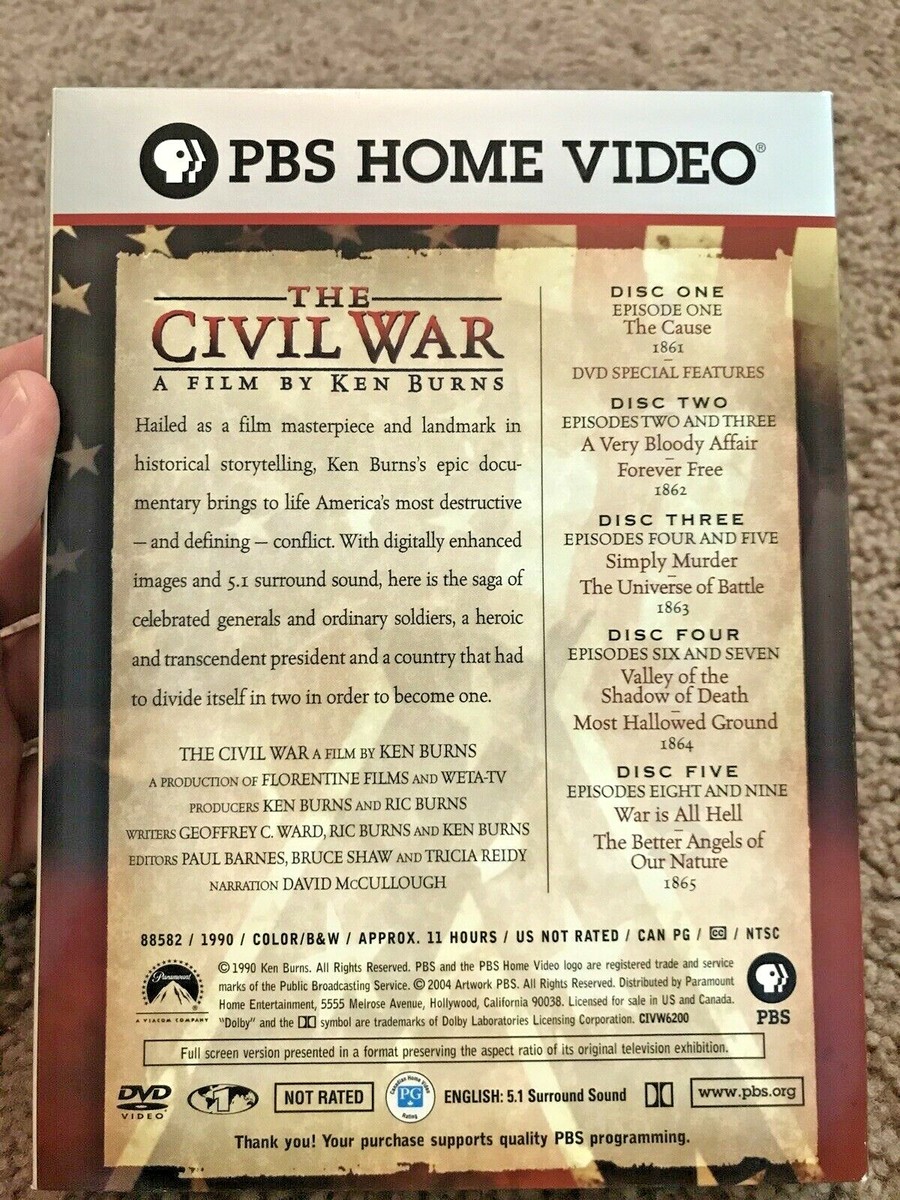 PBS HOME VIDEO®
THE
CIVIL WAR
A FILM BY KEN BURNS
Hailed as a film masterpiece and landmark in
historical storytelling, Ken Burns's epic docu-
mentary brings to life America's most destructive
— and defining — conflict. With digitally enhanced
images and 5.1 surround sound, here is the saga of
celebrated generals and ordinary soldiers, a heroic
and transcendent president and a country that had
to divide itself in two in order to become one.
THE CIVIL WAR A FILM BY KEN BURNS
A PRODUCTION OF FLORENTINE FILMS AND WETA-TV
PRODUCERS KEN BURNS AND RIC BURNS
WRITERS GEOFFREY C. WARD, RIC BURNS AND KEN BURNS
EDITORS PAUL BARNES, BRUCE SHAW AND TRICIA REIDY
NARRATION DAVID McCULLOUGH
DISC ONE
EPISODE ONE
The Cause
1861
–
DVD SPECIAL FEATURES
DISC TWO
EPISODES TWO AND THREE
A Very Bloody Affair
–
Forever Free
1862
DISC THREE
EPISODES FOUR AND FIVE
Simply Murder
–
The Universe of Battle
1863
DISC FOUR
EPISODES SIX AND SEVEN
Valley of the
Shadow of Death
–
Most Hallowed Ground
1864
DISC FIVE
EPISODES EIGHT AND NINE
War is All Hell
–
The Better Angels of
Our Nature
1865
88582 / 1990 / COLOR/B&W / APPROX. 11 HOURS / US NOT RATED / CAN PG / CC / NTSC
Paramount
A VIACOM COMPANY
©1990 Ken Burns. All Rights Reserved. PBS and the PBS Home Video logo are registered trade and service
marks of the Public Broadcasting Service. © 2004 Artwork PBS. All Rights Reserved. Distributed by Paramount
Home Entertainment, 5555 Melrose Avenue, Hollywood, California 90038. Licensed for sale in US and Canada.
"Dolby" and the DD symbol are trademarks of Dolby Laboratories Licensing Corporation. CIVW6200
PBS
Full screen version presented in a format preserving the aspect ratio of its original television exhibition.
DVD
VIDEO
1
NOT RATED
Canadian Home Video
PG
Rating
ENGLISH: 5.1 Surround Sound
www.pbs.org
Thank you! Your purchase supports quality PBS programming.